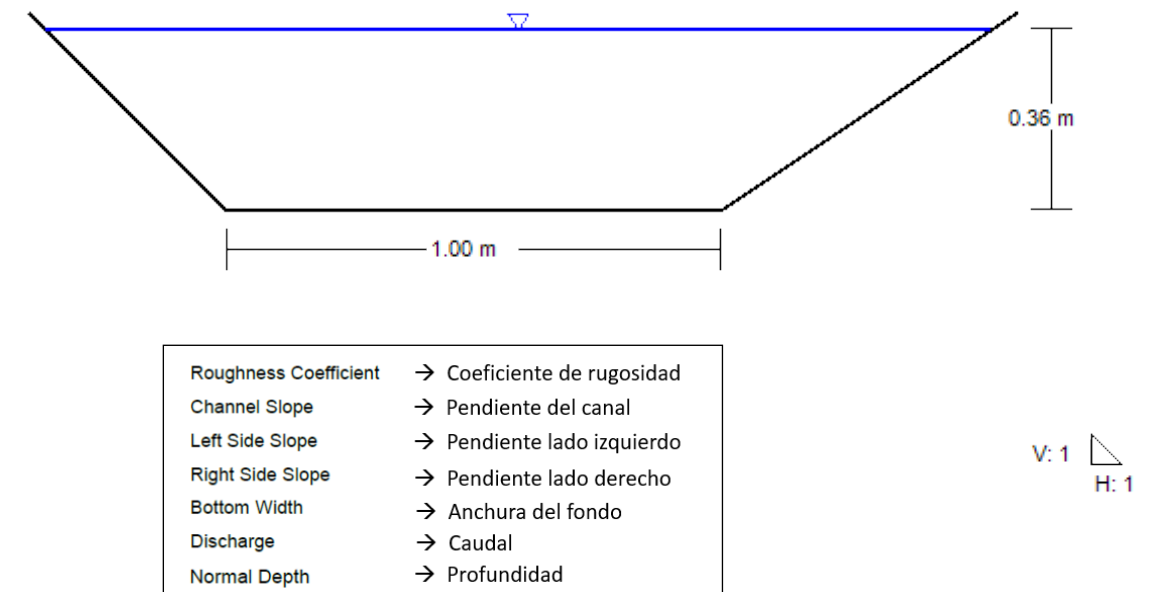 0.36 m
1.00 m
Roughness Coefficient → Coeficiente de rugosidad
Channel Slope → Pendiente del canal
Left Side Slope → Pendiente lado izquierdo
Right Side Slope → Pendiente lado derecho
Bottom Width → Anchura del fondo
Discharge → Caudal
Normal Depth → Profundidad
V: 1
H: 1